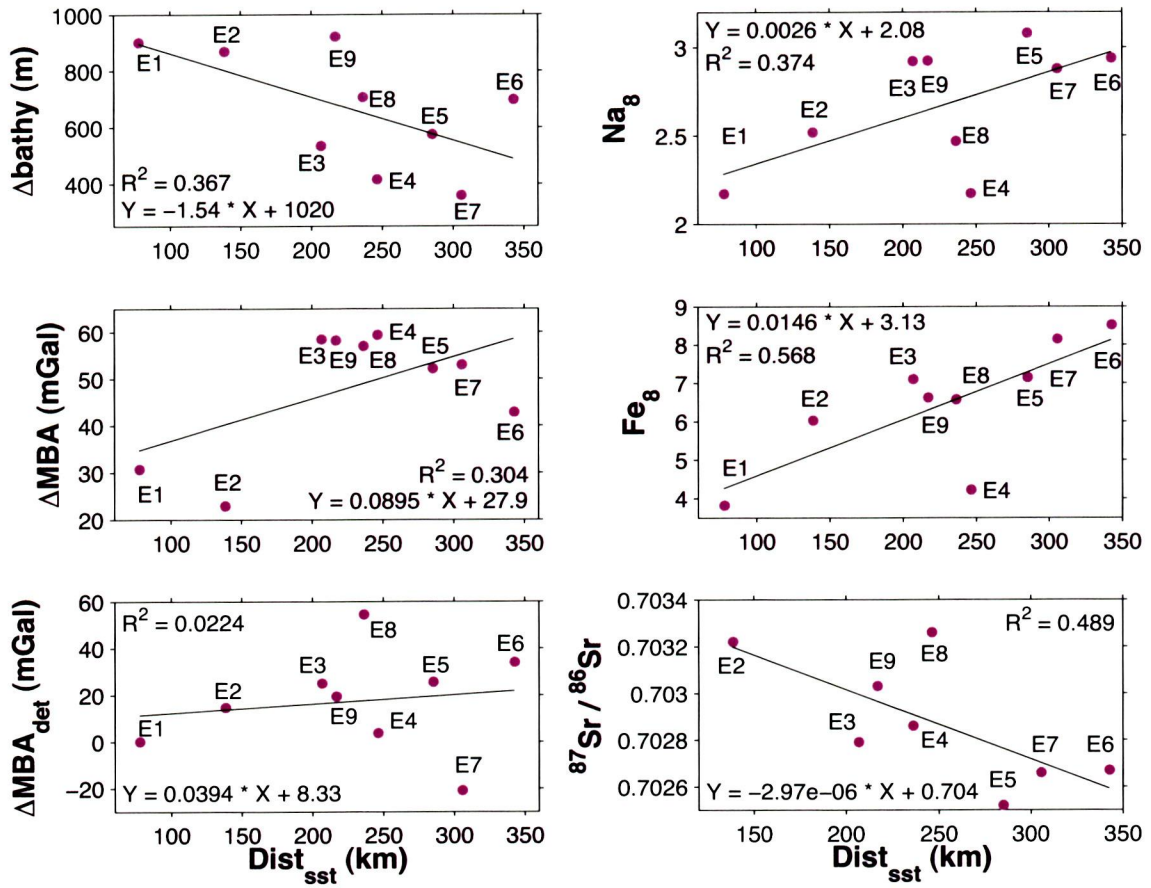 1000
800
600
400
Δbathy (m)
E1
E2
E9
E8
E3
E4
E5
E6
E7
R² = 0.367
Y = −1.54 * X + 1020
100 150 200 250 300 350
3
2.5
2
Na₈
Y = 0.0026 * X + 2.08
R² = 0.374
E1
E2
E3
E9
E8
E4
E5
E7
E6
100 150 200 250 300 350
60
50
40
30
20
ΔMBA (mGal)
E1
E2
E3
E9
E8
E4
E5
E7
E6
R² = 0.304
Y = 0.0895 * X + 27.9
100 150 200 250 300 350
9
8
7
6
5
4
Fe₈
Y = 0.0146 * X + 3.13
R² = 0.568
E1
E2
E3
E9
E8
E4
E5
E7
E6
100 150 200 250 300 350
60
40
20
0
−20
ΔMBA_det (mGal)
R² = 0.0224
E1
E2
E3
E9
E8
E4
E5
E7
E6
Y = 0.0394 * X + 8.33
100 150 200 250 300 350
Dist_sst (km)
0.7034
0.7032
0.703
0.7028
0.7026
⁸⁷Sr / ⁸⁶Sr
R² = 0.489
E2
E9
E8
E3
E4
E5
E7
E6
Y = −2.97e−06 * X + 0.704
150 200 250 300 350
Dist_sst (km)